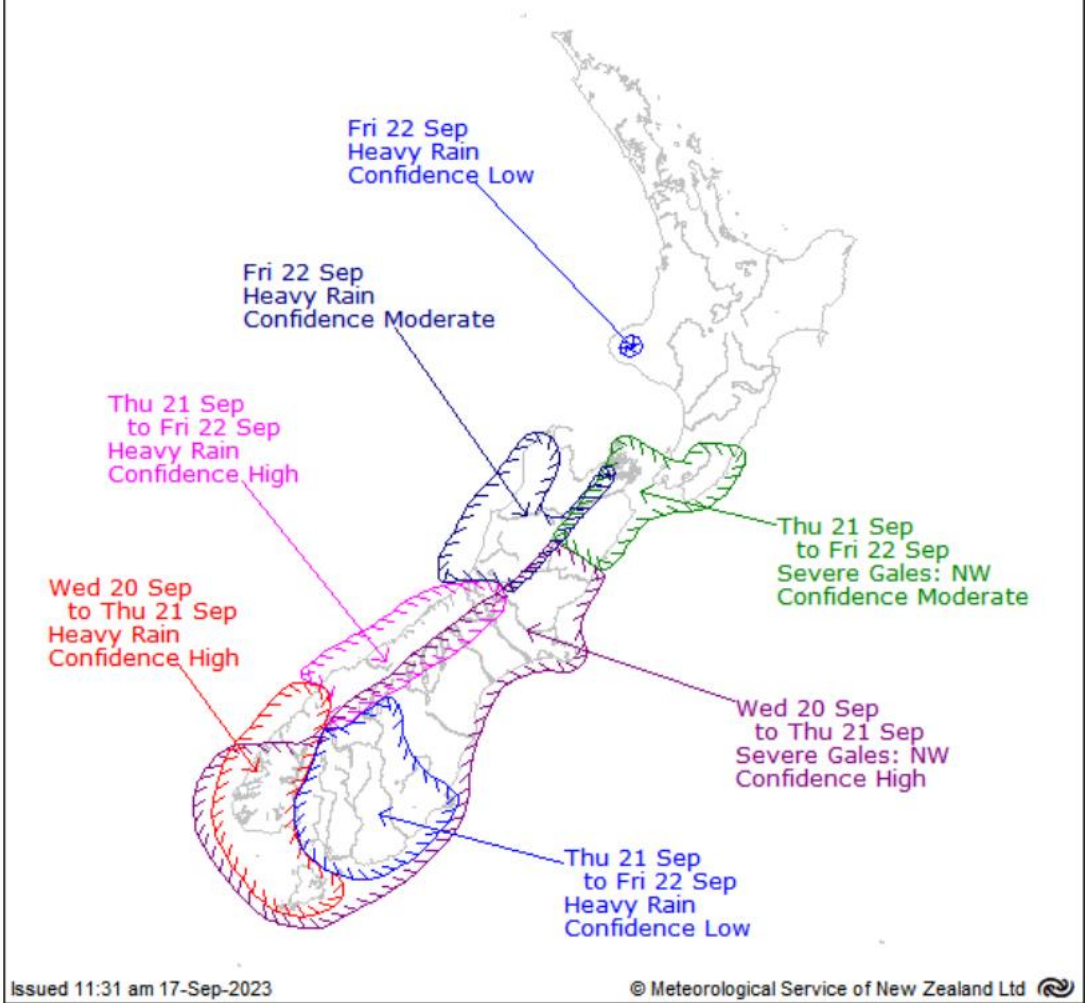 Fri 22 Sep
Heavy Rain
Confidence Low
Fri 22 Sep
Heavy Rain
Confidence Moderate
Thu 21 Sep
to Fri 22 Sep
Heavy Rain
Confidence High
Thu 21 Sep
to Fri 22 Sep
Severe Gales: NW
Confidence Moderate
Wed 20 Sep
to Thu 21 Sep
Heavy Rain
Confidence High
Wed 20 Sep
to Thu 21 Sep
Severe Gales: NW
Confidence High
Thu 21 Sep
to Fri 22 Sep
Heavy Rain
Confidence Low
Issued 11:31 am 17-Sep-2023
© Meteorological Service of New Zealand Ltd